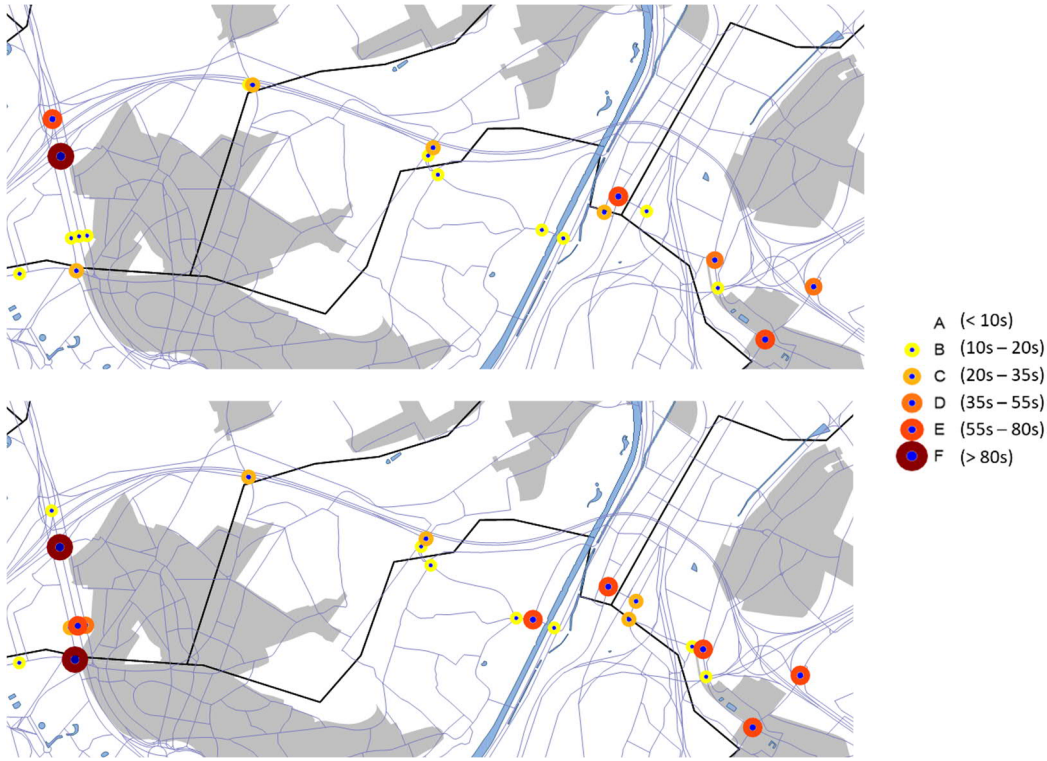 A (< 10s)
B (10s – 20s)
C (20s – 35s)
D (35s – 55s)
E (55s – 80s)
F (> 80s)